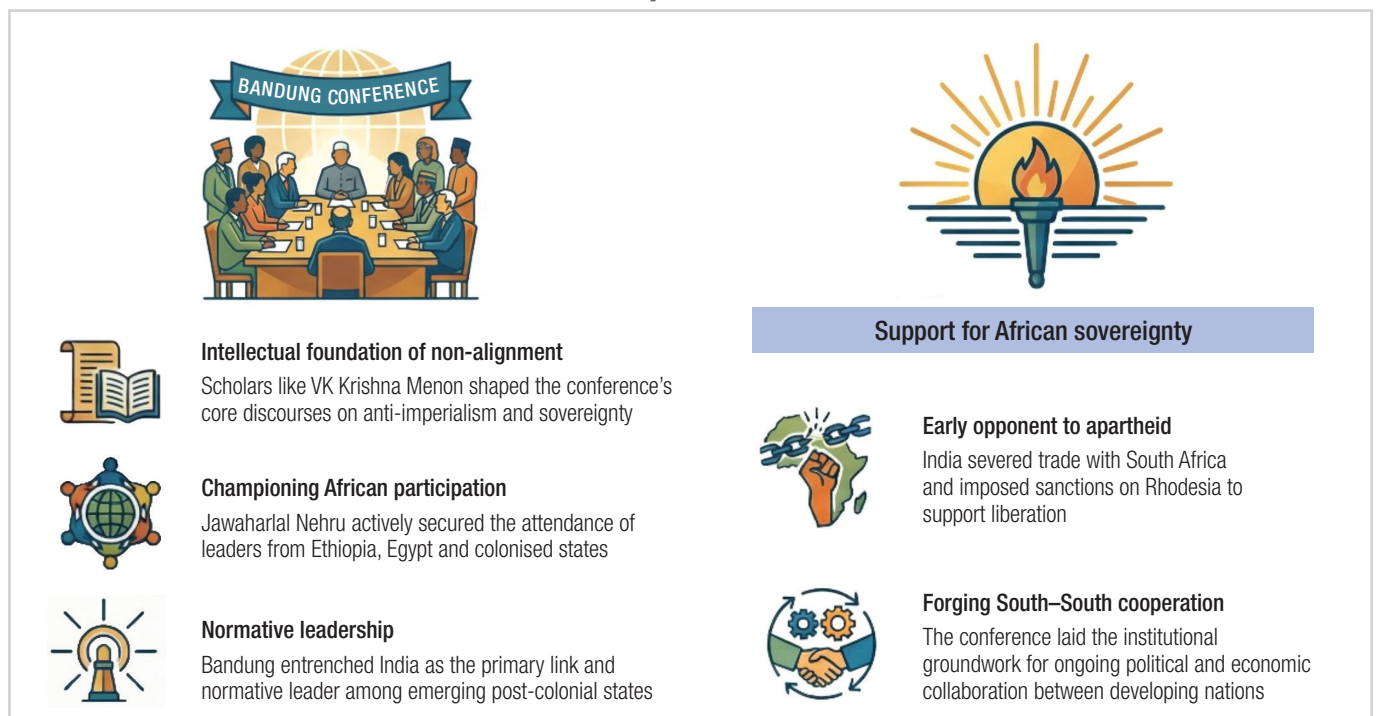 BANDUNG CONFERENCE
Intellectual foundation of non-alignment
Scholars like VK Krishna Menon shaped the conference's
core discourses on anti-imperialism and sovereignty
Championing African participation
Jawaharlal Nehru actively secured the attendance of
leaders from Ethiopia, Egypt and colonised states
Normative leadership
Bandung entrenched India as the primary link and
normative leader among emerging post-colonial states
Support for African sovereignty
Early opponent to apartheid
India severed trade with South Africa
and imposed sanctions on Rhodesia to
support liberation
Forging South–South cooperation
The conference laid the institutional
groundwork for ongoing political and economic
collaboration between developing nations